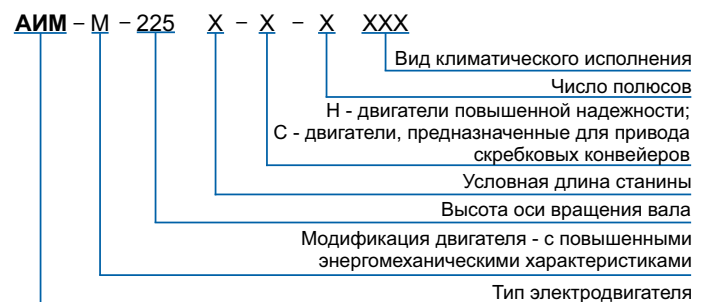 АИМ – М – 225 Х – Х – Х ХХХ
Вид климатического исполнения
Число полюсов
Н - двигатели повышенной надежности;
С - двигатели, предназначенные для привода
скребковых конвейеров
Условная длина станины
Высота оси вращения вала
Модификация двигателя - с повышенными
энергомеханическими характеристиками
Тип электродвигателя